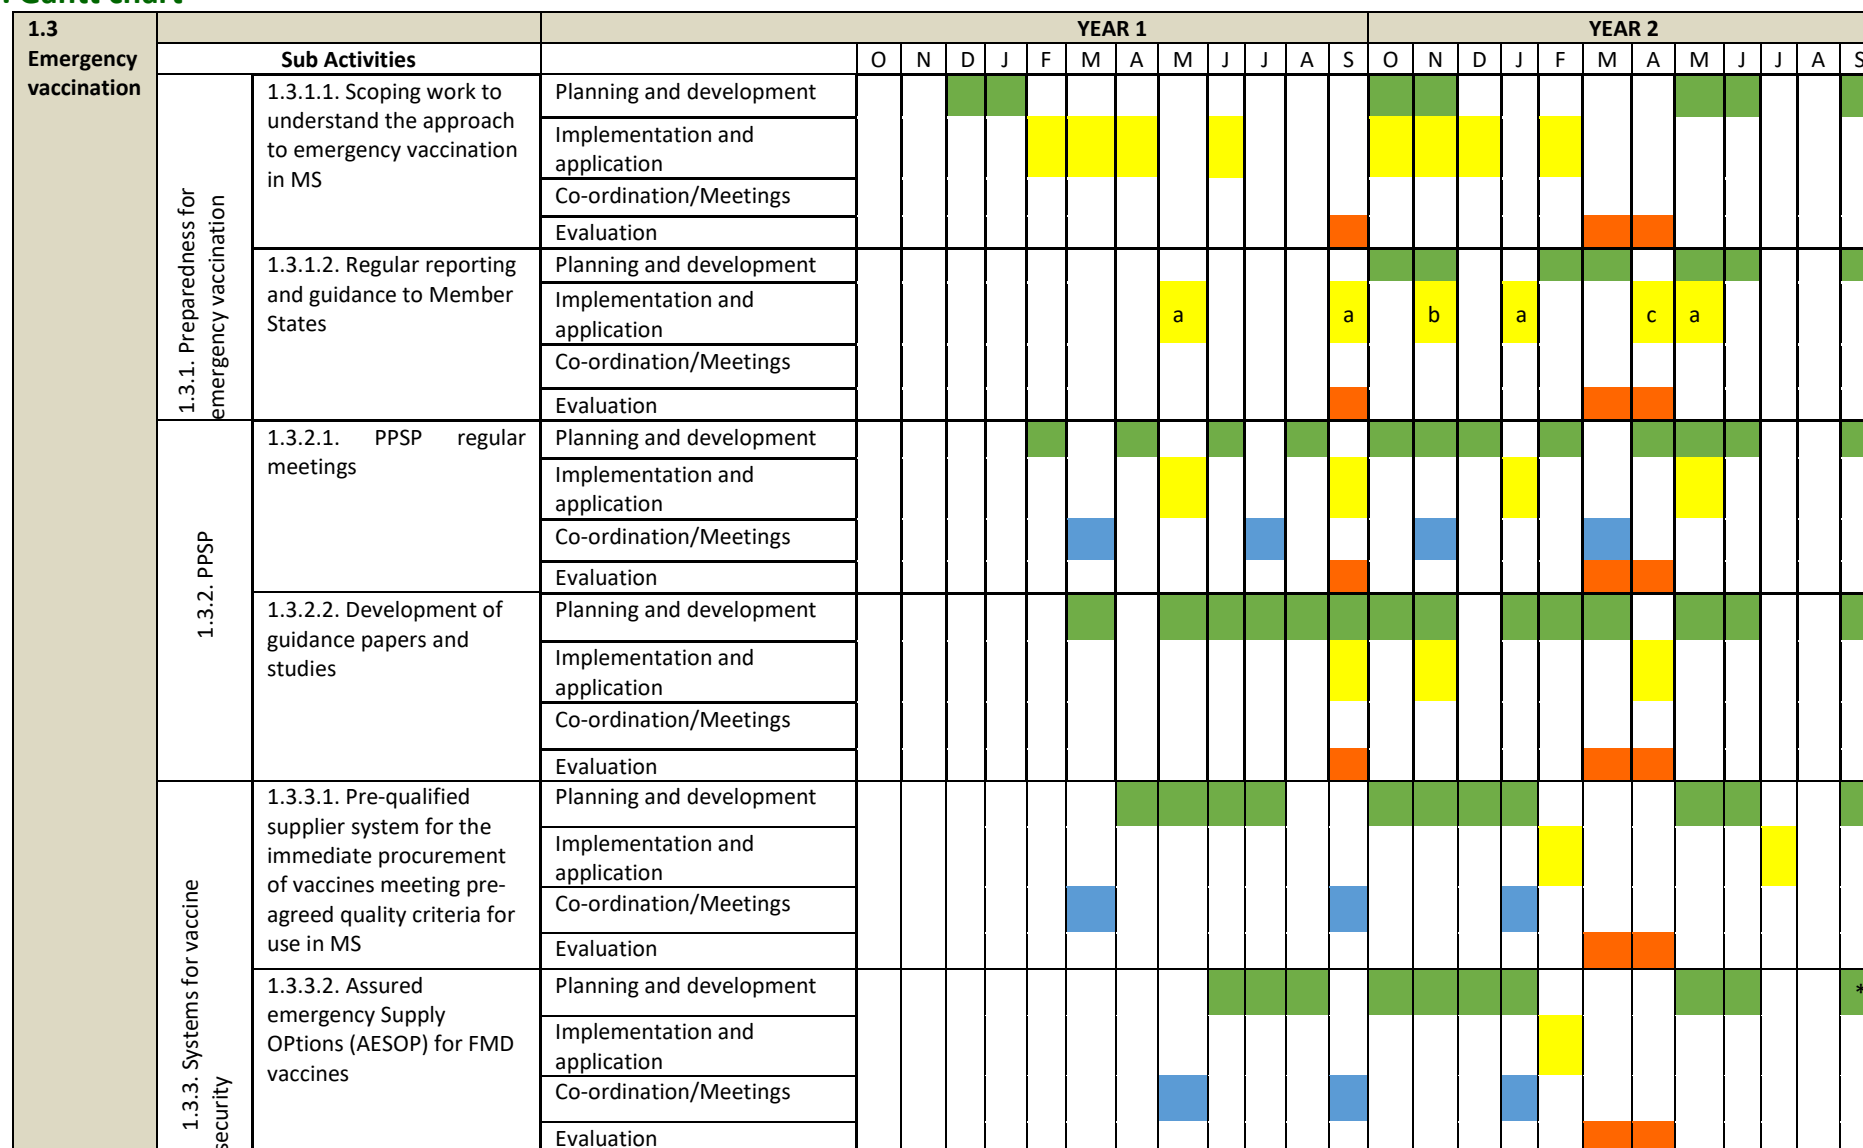 Gantt chart
1.3
Emergency
vaccination
YEAR 1
YEAR 2
Sub Activities
O N D J F M A M J J A S O N D J F M A M J J A S
1.3.1. Preparedness for
emergency vaccination
1.3.1.1. Scoping work to
understand the approach
to emergency vaccination
in MS
Planning and development
Implementation and
application
Co-ordination/Meetings
Evaluation
1.3.1.2. Regular reporting
and guidance to Member
States
Planning and development
Implementation and
application
a a b a c a
Co-ordination/Meetings
Evaluation
1.3.2. PPSP
1.3.2.1. PPSP regular
meetings
Planning and development
Implementation and
application
Co-ordination/Meetings
Evaluation
1.3.2.2. Development of
guidance papers and
studies
Planning and development
Implementation and
application
Co-ordination/Meetings
Evaluation
1.3.3. Systems for vaccine
security
1.3.3.1. Pre-qualified
supplier system for the
immediate procurement
of vaccines meeting pre-
agreed quality criteria for
use in MS
Planning and development
Implementation and
application
Co-ordination/Meetings
Evaluation
1.3.3.2. Assured
emergency Supply
OPtions (AESOP) for FMD
vaccines
Planning and development
*
Implementation and
application
Co-ordination/Meetings
Evaluation